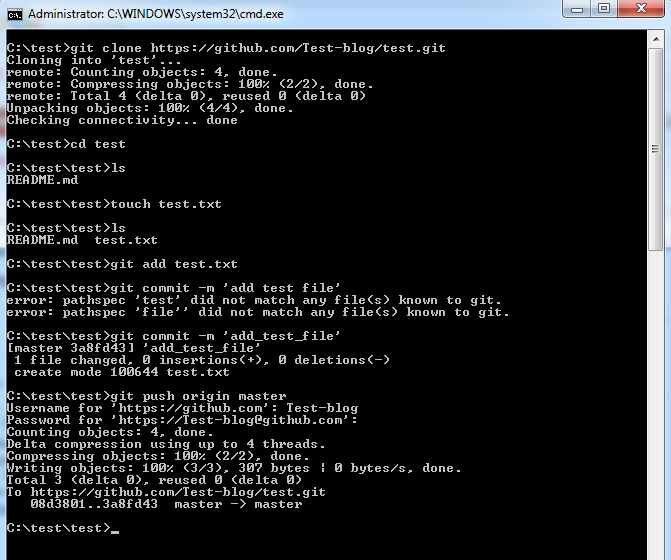 Administrator: C:\WINDOWS\system32\cmd.exe
C:\test>git clone https://github.com/Test-blog/test.git
Cloning into 'test'...
remote: Counting objects: 4, done.
remote: Compressing objects: 100% (2/2), done.
remote: Total 4 (delta 0), reused 0 (delta 0)
Unpacking objects: 100% (4/4), done.
Checking connectivity... done
C:\test>cd test
C:\test\test>ls
README.md
C:\test\test>touch test.txt
C:\test\test>ls
README.md  test.txt
C:\test\test>git add test.txt
C:\test\test>git commit -m 'add test file'
error: pathspec 'test' did not match any file(s) known to git.
error: pathspec 'file'' did not match any file(s) known to git.
C:\test\test>git commit -m 'add_test_file'
[master 3a8fd43] 'add_test_file'
 1 file changed, 0 insertions(+), 0 deletions(-)
 create mode 100644 test.txt
C:\test\test>git push origin master
Username for 'https://github.com': Test-blog
Password for 'https://Test-blog@github.com':
Counting objects: 4, done.
Delta compression using up to 4 threads.
Compressing objects: 100% (2/2), done.
Writing objects: 100% (3/3), 307 bytes | 0 bytes/s, done.
Total 3 (delta 0), reused 0 (delta 0)
To https://github.com/Test-blog/test.git
   08d3801..3a8fd43  master -> master
C:\test\test>_